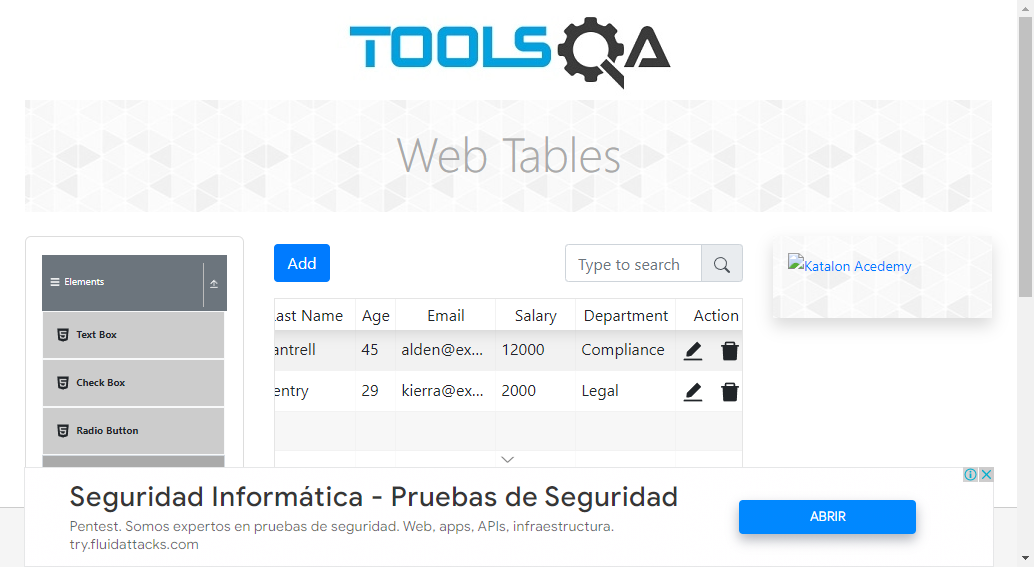 TOOLSQA
Web Tables
Elements
Text Box
Check Box
Radio Button
Add
Type to search
ast Name Age Email Salary Department Action
antrell 45 alden@ex... 12000 Compliance
entry 29 kierra@ex... 2000 Legal
Katalon Acedemy
Seguridad Informática - Pruebas de Seguridad
Pentest. Somos expertos en pruebas de seguridad. Web, apps, APIs, infraestructura.
try.fluidattacks.com
ABRIR